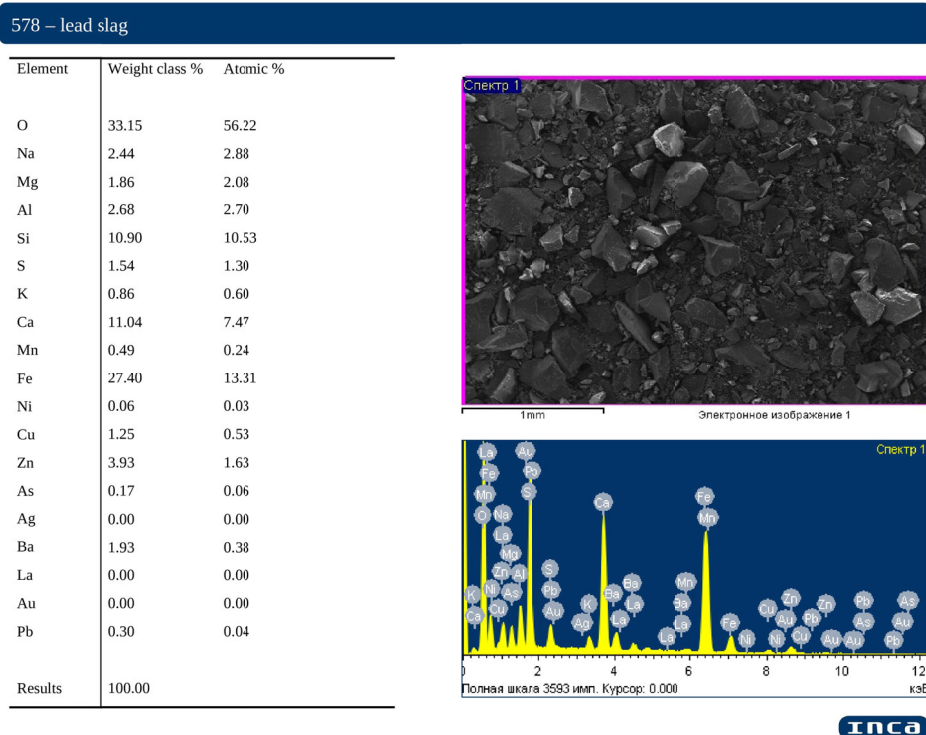 578 – lead slag
Element Weight class % Atomic %
O 33.15 56.22
Na 2.44 2.88
Mg 1.86 2.08
Al 2.68 2.70
Si 10.90 10.53
S 1.54 1.30
K 0.86 0.60
Ca 11.04 7.47
Mn 0.49 0.24
Fe 27.40 13.31
Ni 0.06 0.03
Cu 1.25 0.53
Zn 3.93 1.63
As 0.17 0.06
Ag 0.00 0.00
Ba 1.93 0.38
La 0.00 0.00
Au 0.00 0.00
Pb 0.30 0.04
Results 100.00
Спектр 1
1mm Электронное изображение 1
Спектр 1
La Au
Fe Pb
Mn S Ca Fe
O Na Mn
La
Mg
Zn Al S Ba Mn Zn Pb As
K Ni As Pb K Ba La Ba Cu Au Zn As Au
Ca Cu Au Ag La La La Fe Ni Ni Cu Pb Au Au Pb
2 4 6 8 10 12
Полная шкала 3593 имп. Курсор: 0.000 кэВ
INCA